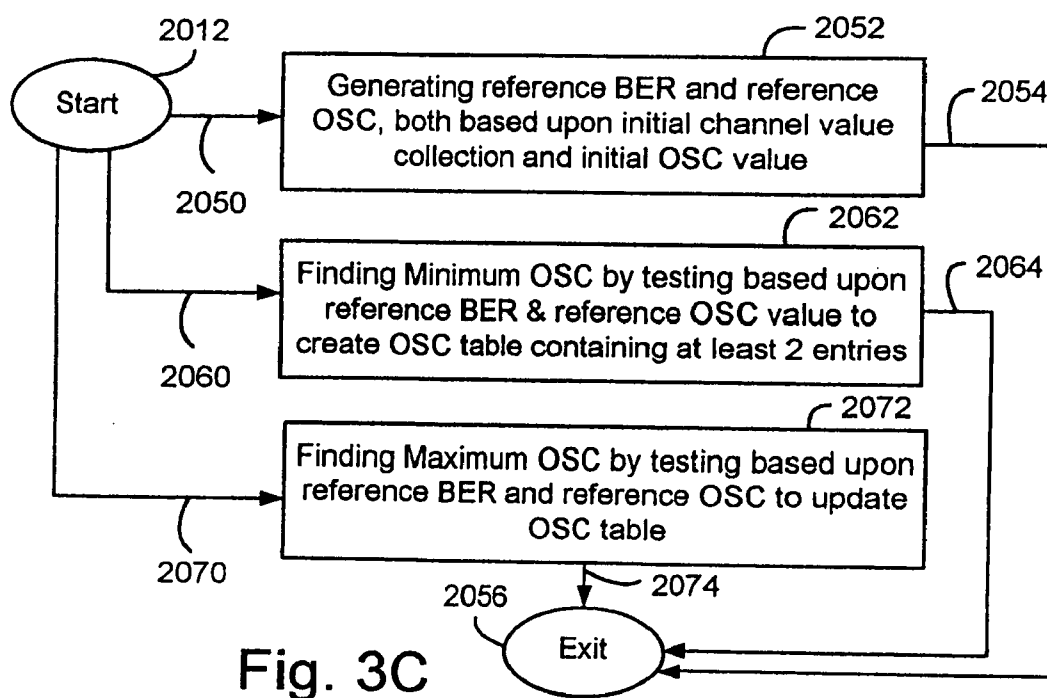 2012
Start
2052
Generating reference BER and reference
OSC, both based upon initial channel value
collection and initial OSC value
2054
2050
2062
Finding Minimum OSC by testing based upon
reference BER & reference OSC value to
create OSC table containing at least 2 entries
2064
2060
2072
Finding Maximum OSC by testing based upon
reference BER and reference OSC to update
OSC table
2070
2074
2056
Exit
Fig. 3C